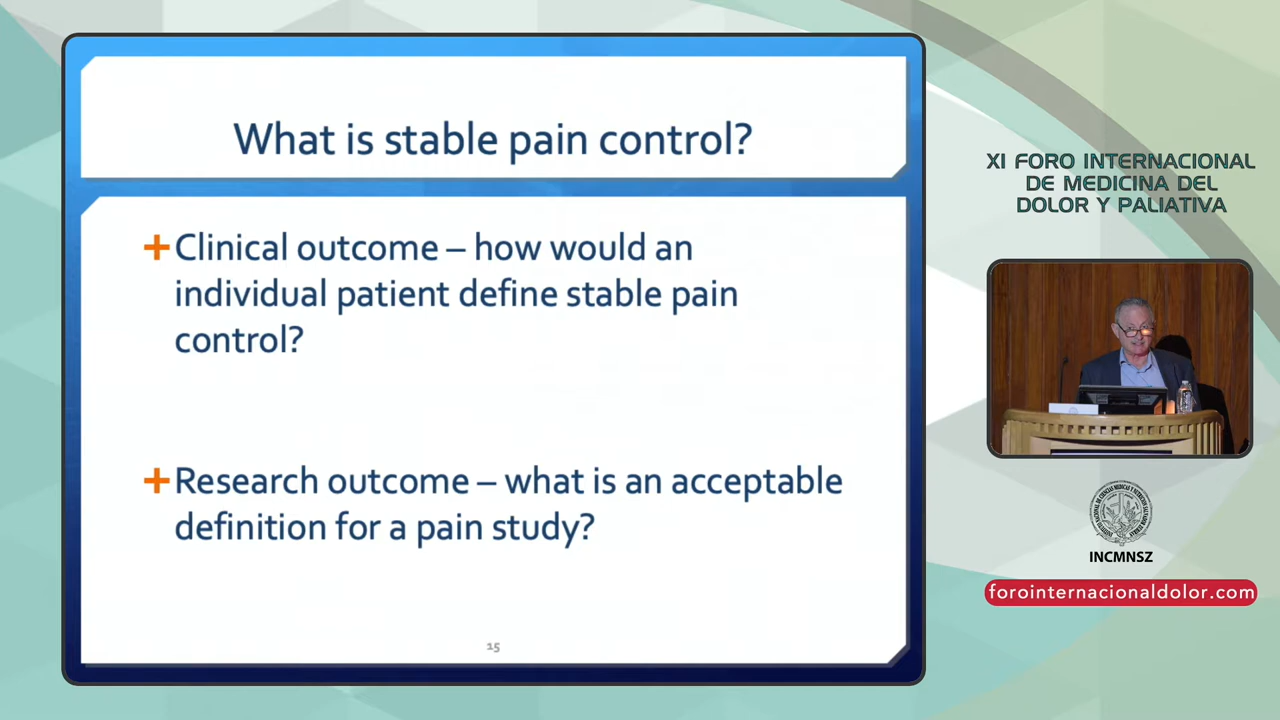 What is stable pain control?
+Clinical outcome – how would an
individual patient define stable pain
control?
+Research outcome – what is an acceptable
definition for a pain study?
15
XI FORO INTERNACIONAL
DE MEDICINA DEL
DOLOR Y PALIATIVA
INCMNSZ
forointernacionaldolor.com